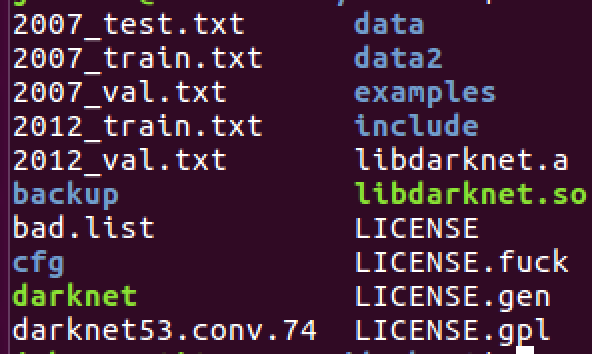 2007_test.txt data
2007_train.txt data2
2007_val.txt examples
2012_train.txt include
2012_val.txt libdarknet.a
backup libdarknet.so
bad.list LICENSE
cfg LICENSE.fuck
darknet LICENSE.gen
darknet53.conv.74 LICENSE.gpl